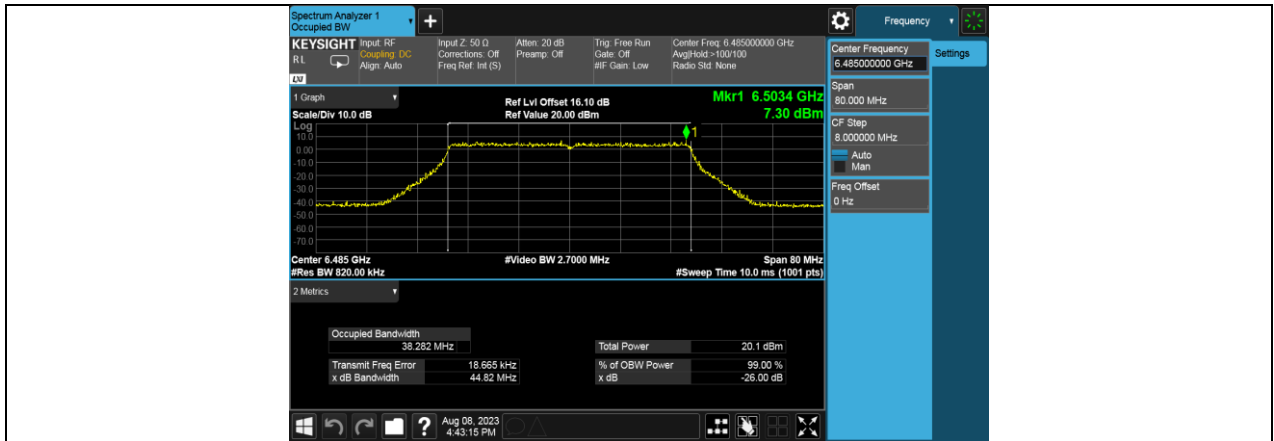 Spectrum Analyzer 1
Occupied BW
+
Frequency
KEYSIGHT
RL
LXI
Input: RF
Coupling: DC
Align: Auto
Input Z: 50 Ω
Corrections: Off
Freq Ref: Int (S)
Atten: 20 dB
Preamp: Off
Trig: Free Run
Gate: Off
#IF Gain: Low
Center Freq: 6.485000000 GHz
Avg|Hold:>100/100
Radio Std: None
Center Frequency
6.485000000 GHz
Settings
Span
80.000 MHz
CF Step
8.000000 MHz
Auto
Man
Freq Offset
0 Hz
1 Graph
Scale/Div 10.0 dB
Ref Lvl Offset 16.10 dB
Ref Value 20.00 dBm
Mkr1 6.5034 GHz
7.30 dBm
Log
10.0
0.00
-10.0
-20.0
-30.0
-40.0
-50.0
-60.0
-70.0
1
Center 6.485 GHz
#Res BW 820.00 kHz
#Video BW 2.7000 MHz
Span 80 MHz
#Sweep Time 10.0 ms (1001 pts)
2 Metrics
Occupied Bandwidth
38.282 MHz
Transmit Freq Error 18.665 kHz
x dB Bandwidth 44.82 MHz
Total Power 20.1 dBm
% of OBW Power 99.00 %
x dB -26.00 dB
?
Aug 08, 2023
4:43:15 PM